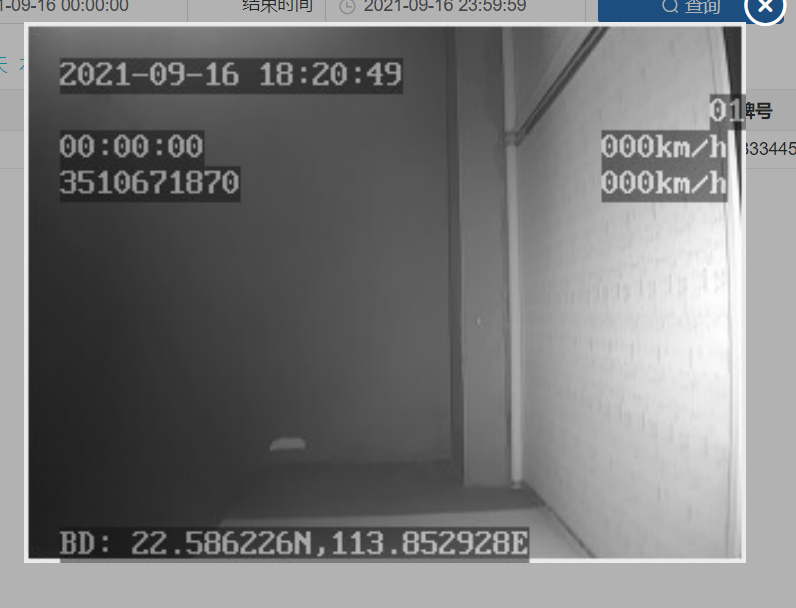 1-09-16 00:00:00 结束时间 2021-09-16 23:59:59 查询
天
2021-09-16 18:20:49
01 牌号
00:00:00 000km/h 333445
3510671870 000km/h
BD: 22.586226N,113.852928E